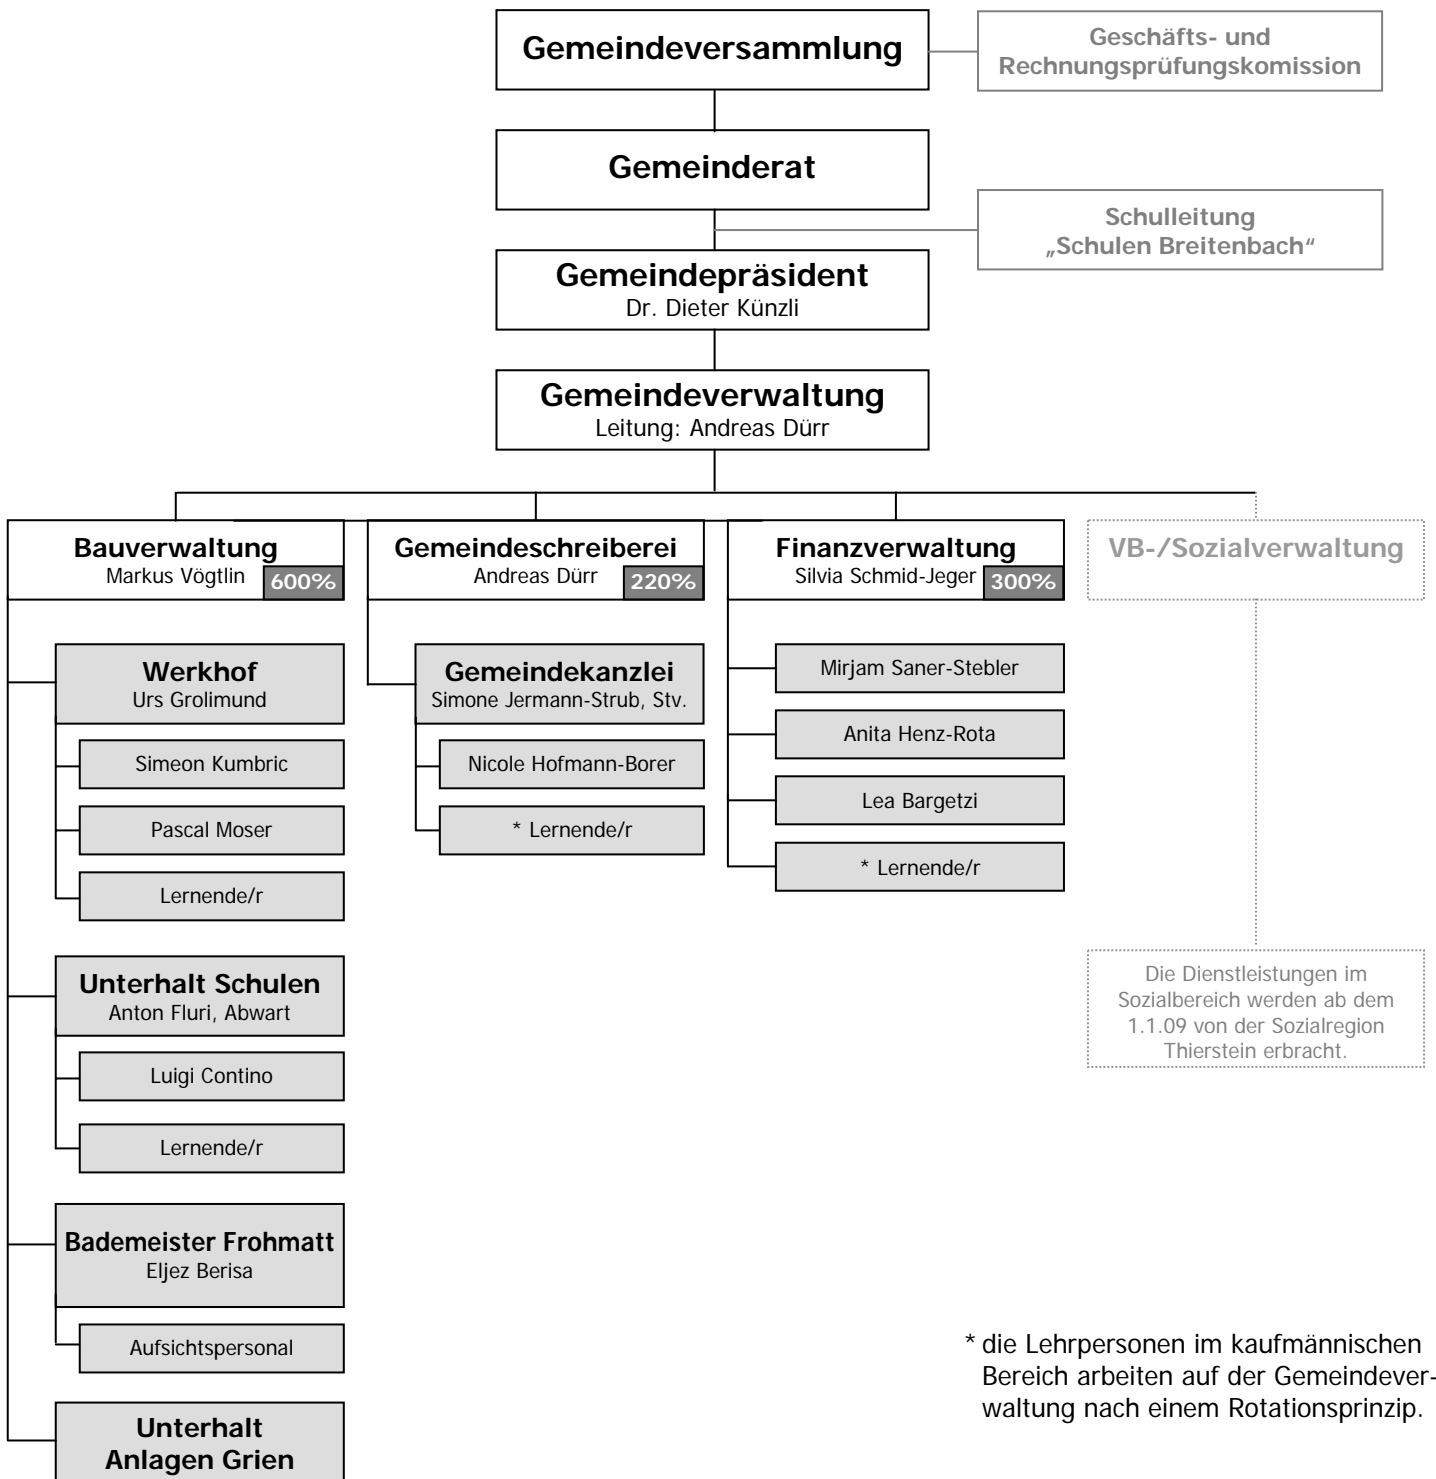 Gemeindeversammlung
Geschäfts- und
Rechnungsprüfungskomission
Gemeinderat
Schulleitung
„Schulen Breitenbach“
Gemeindepräsident
Dr. Dieter Künzli
Gemeindeverwaltung
Leitung: Andreas Dürr
Bauverwaltung
Markus Vögtlin
600%
Gemeindeschreiberei
Andreas Dürr
220%
Finanzverwaltung
Silvia Schmid-Jeger
300%
VB-/Sozialverwaltung
Werkhof
Urs Grolimund
Simeon Kumbric
Pascal Moser
Lernende/r
Gemeindekanzlei
Simone Jermann-Strub, Stv.
Nicole Hofmann-Borer
* Lernende/r
Mirjam Saner-Stebler
Anita Henz-Rota
Lea Bargetzi
* Lernende/r
Unterhalt Schulen
Anton Fluri, Abwart
Luigi Contino
Lernende/r
Die Dienstleistungen im
Sozialbereich werden ab dem
1.1.09 von der Sozialregion
Thierstein erbracht.
Bademeister Frohmatt
Eljez Berisa
Aufsichtspersonal
Unterhalt
Anlagen Grien
* die Lehrpersonen im kaufmännischen
Bereich arbeiten auf der Gemeindever-
waltung nach einem Rotationsprinzip.